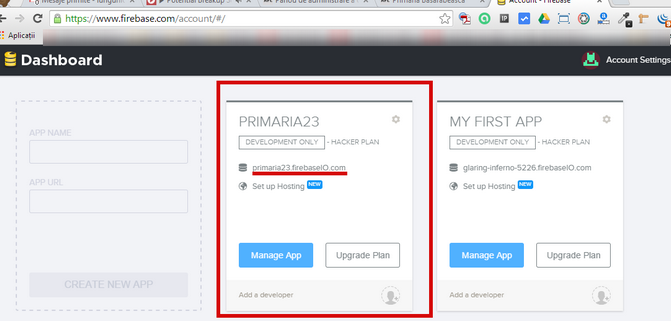 Mesaje primite - lungum
Potential Breakup
Panou de administrare a
Primaria Basarabeasca
Account - Firebase
https://www.firebase.com/account/#/
Aplicații
Dashboard
Account Settings
APP NAME
APP URL
CREATE NEW APP
PRIMARIA23
DEVELOPMENT ONLY - HACKER PLAN
primaria23.firebaseIO.com
Set up Hosting NEW
Manage App
Upgrade Plan
Add a developer
MY FIRST APP
DEVELOPMENT ONLY - HACKER PLAN
glaring-inferno-5226.firebaseIO.com
Set up Hosting NEW
Manage App
Upgrade Plan
Add a developer